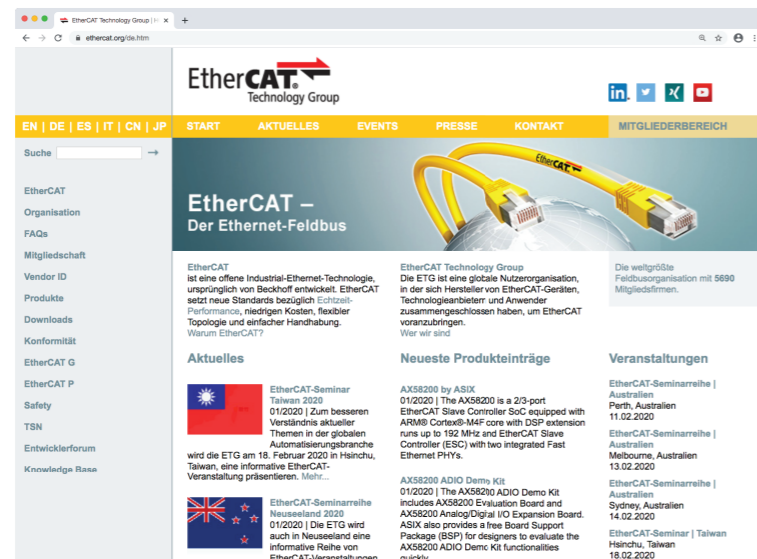 EtherCAT Technology Group | H
ethercat.org/de.htm
EtherCAT®
Technology Group
in.
EN | DE | ES | IT | CN | JP
START
AKTUELLES
EVENTS
PRESSE
KONTAKT
MITGLIEDERBEREICH
Suche
EtherCAT
Organisation
FAQs
Mitgliedschaft
Vendor ID
Produkte
Downloads
Konformität
EtherCAT G
EtherCAT P
Safety
TSN
Entwicklerforum
Knowledge Base
EtherCAT
EtherCAT –
Der Ethernet-Feldbus
EtherCAT
ist eine offene Industrial-Ethernet-Technologie,
ursprünglich von Beckhoff entwickelt. EtherCAT
setzt neue Standards bezüglich Echtzeit-
Performance, niedrigen Kosten, flexibler
Topologie und einfacher Handhabung.
Warum EtherCAT?
EtherCAT Technology Group
Die ETG ist eine globale Nutzerorganisation,
in der sich Hersteller von EtherCAT-Geräten,
Technologieanbieter und Anwender
zusammengeschlossen haben, um EtherCAT
voranzubringen.
Wer wir sind
Die weltgrößte
Feldbusorganisation mit 5690
Mitgliedsfirmen.
Aktuelles
EtherCAT-Seminar
Taiwan 2020
01/2020 | Zum besseren
Verständnis aktueller
Themen in der globalen
Automatisierungsbranche
wird die ETG am 18. Februar 2020 in Hsinchu,
Taiwan, eine informative EtherCAT-
Veranstaltung präsentieren. Mehr...
EtherCAT-Seminarreihe
Neuseeland 2020
01/2020 | Die ETG wird
auch in Neuseeland eine
informative Reihe von
EtherCAT-Veranstaltungen
Neueste Produkteinträge
AX58200 by ASIX
01/2020 | The AX58200 is a 2/3-port
EtherCAT Slave Controller SoC equipped with
ARM® Cortex®-M4F core with DSP extension
runs up to 192 MHz and EtherCAT Slave
Controller (ESC) with two integrated Fast
Ethernet PHYs.
AX58200 ADIO Demo Kit
01/2020 | The AX58200 ADIO Demo Kit
includes AX58200 Evaluation Board and
AX58200 Analog/Digital I/O Expansion Board.
ASIX also provides a free Board Support
Package (BSP) for designers to evaluate the
AX58200 ADIO Demo Kit functionalities
quickly.
Veranstaltungen
EtherCAT-Seminarreihe |
Australien
Perth, Australien
11.02.2020
EtherCAT-Seminarreihe |
Australien
Melbourne, Australien
13.02.2020
EtherCAT-Seminarreihe |
Australien
Sydney, Australien
14.02.2020
EtherCAT-Seminar | Taiwan
Hsinchu, Taiwan
18.02.2020